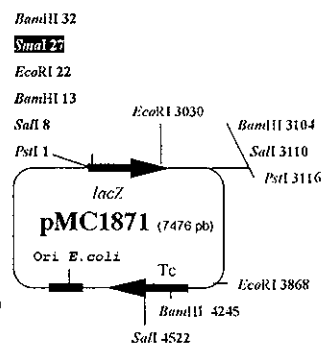 BamHI 32
SmaI 27
EcoRI 22
BamHI 13
SalI 8
PstI 1
EcoRI 3030
BamHI 3104
SalI 3110
PstI 3116
lacZ
pMC1871 (7476 pb)
Ori E.coli
Tc
EcoRI 3868
BamHI 4245
SalI 4522